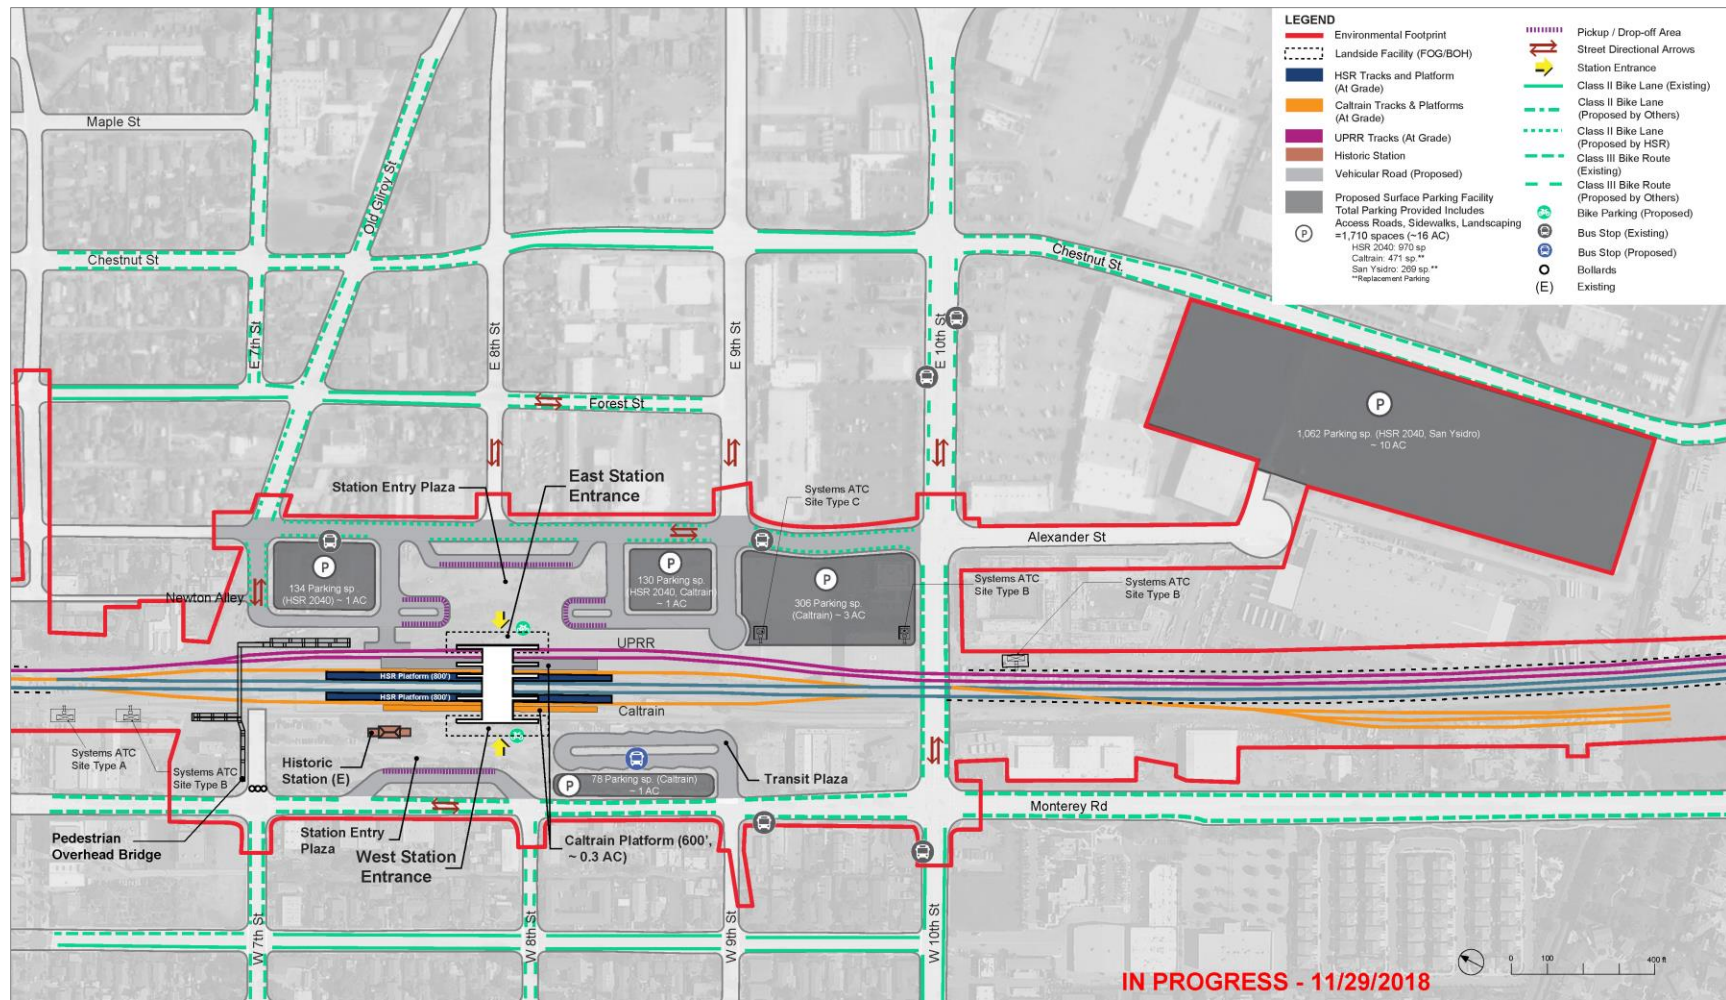 LEGEND
Environmental Footprint
Landside Facility (FOG/BOH)
HSR Tracks and Platform
(At Grade)
Caltrain Tracks & Platforms
(At Grade)
UPRR Tracks (At Grade)
Historic Station
Vehicular Road (Proposed)
Proposed Surface Parking Facility
Total Parking Provided Includes
Access Roads, Sidewalks, Landscaping
P
=1,710 spaces (~16 AC)
HSR 2040: 970 sp
Caltrain: 471 sp.**
San Ysidro: 269 sp.**
**Replacement Parking
Pickup / Drop-off Area
Street Directional Arrows
Station Entrance
Class II Bike Lane (Existing)
Class II Bike Lane
(Proposed by Others)
Class II Bike Lane
(Proposed by HSR)
Class III Bike Route
(Existing)
Class III Bike Route
(Proposed by Others)
Bike Parking (Proposed)
Bus Stop (Existing)
Bus Stop (Proposed)
Bollards
(E)
Existing
Maple St
Old Gilroy St
Chestnut St
Chestnut St.
E 7th St
E 8th St
E 9th St
E 10th St
Forest St
P
1,062 Parking sp. (HSR 2040, San Ysidro)
~ 10 AC
Station Entry Plaza
East Station
Entrance
Systems ATC
Site Type C
Alexander St
P
134 Parking sp.
(HSR 2040) ~ 1 AC
P
130 Parking sp.
HSR 2040, Caltrain)
~ 1 AC
P
306 Parking sp.
(Caltrain) ~ 3 AC
Systems ATC
Site Type B
Systems ATC
Site Type B
Newton Alley
UPRR
HSR Platform (800')
HSR Platform (800')
Caltrain
Systems ATC
Site Type A
Systems ATC
Site Type B
Historic
Station (E)
P
78 Parking sp. (Caltrain)
~ 1 AC
Transit Plaza
Monterey Rd
Pedestrian
Overhead Bridge
Station Entry
Plaza
West Station
Entrance
Caltrain Platform (600',
~ 0.3 AC)
W 7th St
W 8th St
W 9th St
W 10th St
IN PROGRESS - 11/29/2018
0
100
400 ft